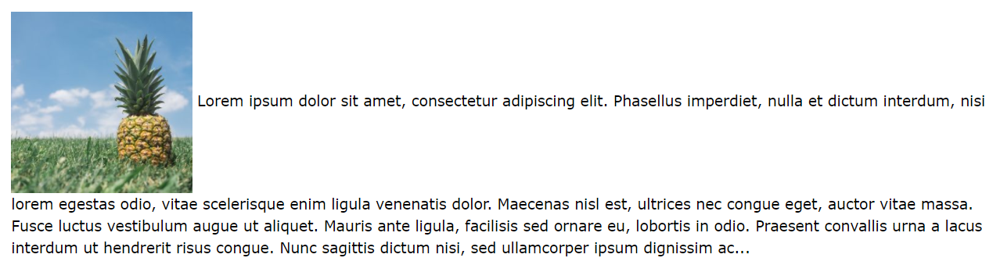 Lorem ipsum dolor sit amet, consectetur adipiscing elit. Phasellus imperdiet, nulla et dictum interdum, nisi
lorem egestas odio, vitae scelerisque enim ligula venenatis dolor. Maecenas nisl est, ultrices nec congue eget, auctor vitae massa.
Fusce luctus vestibulum augue ut aliquet. Mauris ante ligula, facilisis sed ornare eu, lobortis in odio. Praesent convallis urna a lacus
interdum ut hendrerit risus congue. Nunc sagittis dictum nisi, sed ullamcorper ipsum dignissim ac...